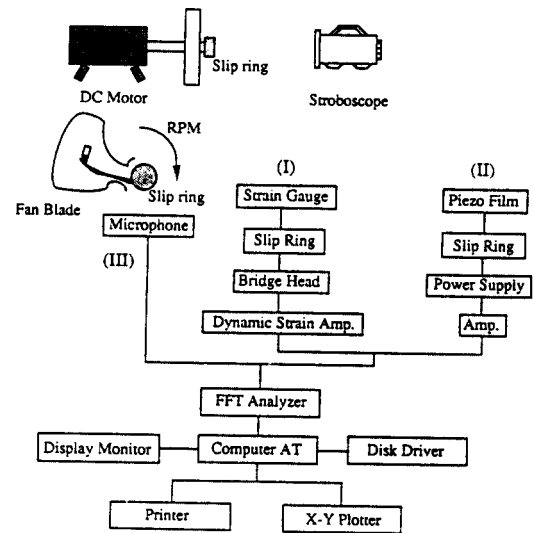 Slip ring
DC Motor
Stroboscope
RPM
Slip ring
Fan Blade
(I)
(II)
Strain Gauge
Piezo Film
Microphone
Slip Ring
Slip Ring
(III)
Bridge Head
Power Supply
Dynamic Strain Amp.
Amp.
FFT Analyzer
Display Monitor
Computer AT
Disk Driver
Printer
X-Y Plotter